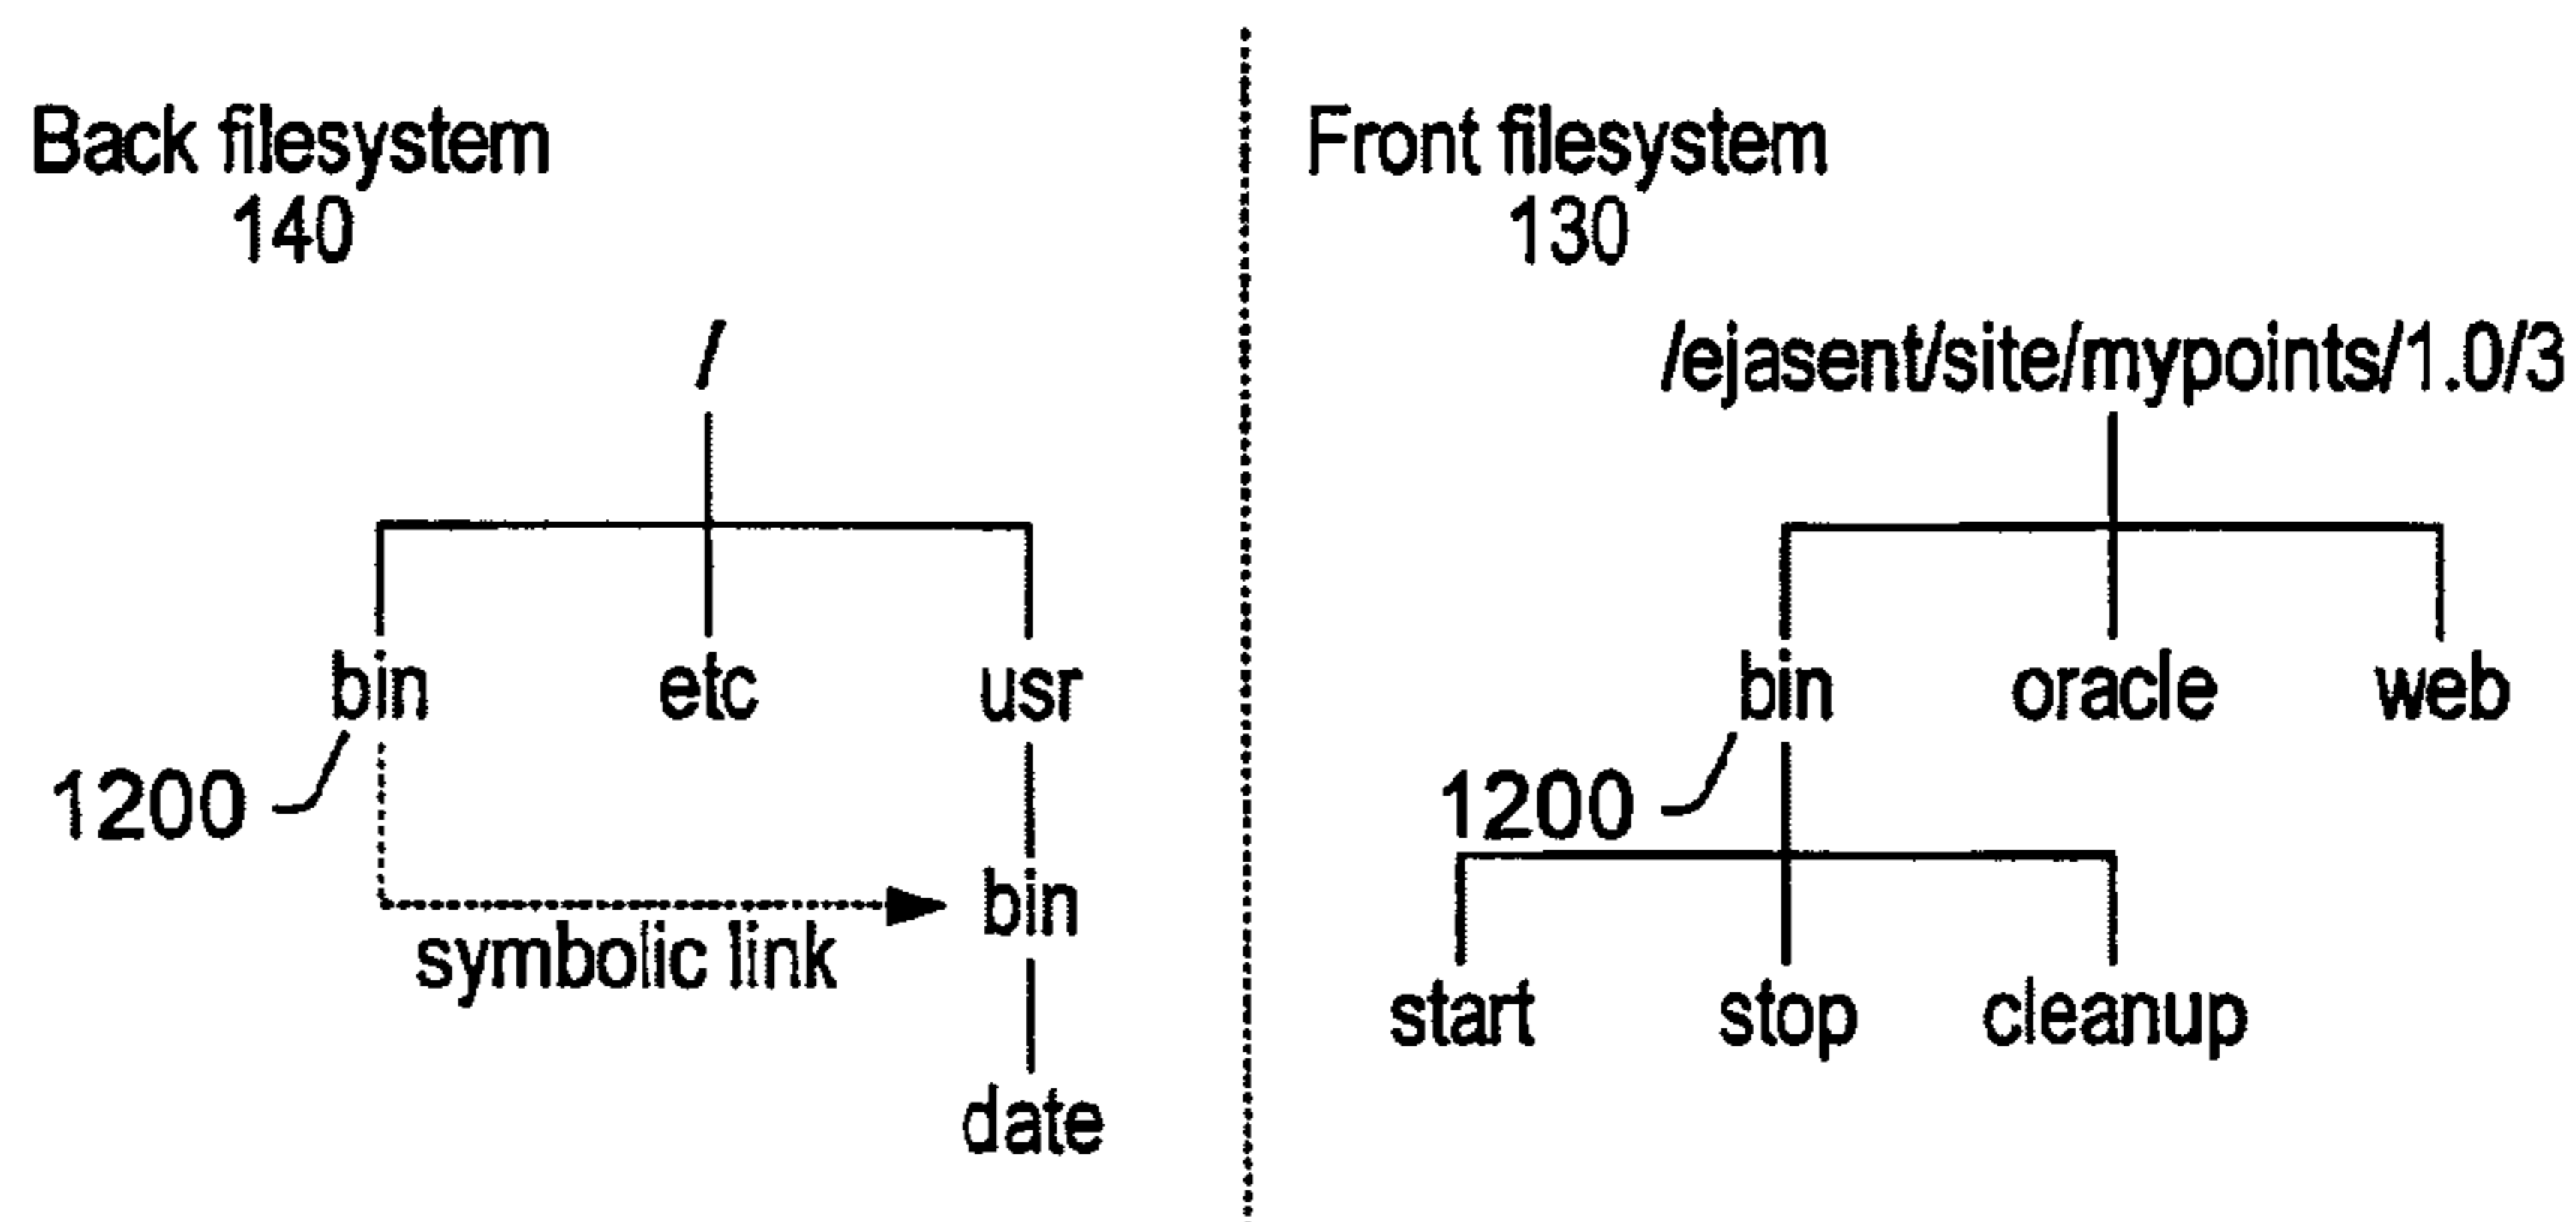 Back filesystem
140
/
bin
etc
usr
1200
bin
symbolic link
date
Front filesystem
130
/ejasent/site/mypoints/1.0/3
bin
oracle
web
1200
start
stop
cleanup